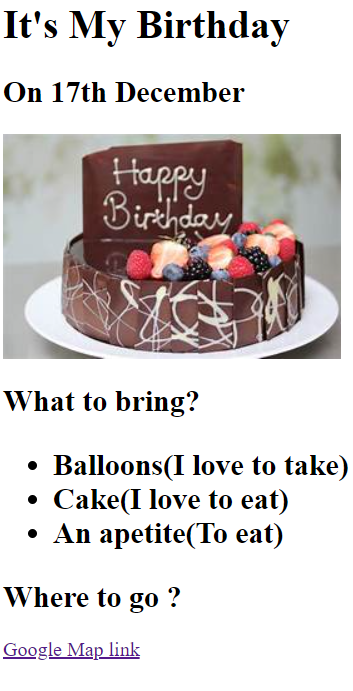 It's My Birthday
On 17th December
Happy
Birthday
What to bring?
Balloons(I love to take)
Cake(I love to eat)
An apetite(To eat)
Where to go ?
Google Map link